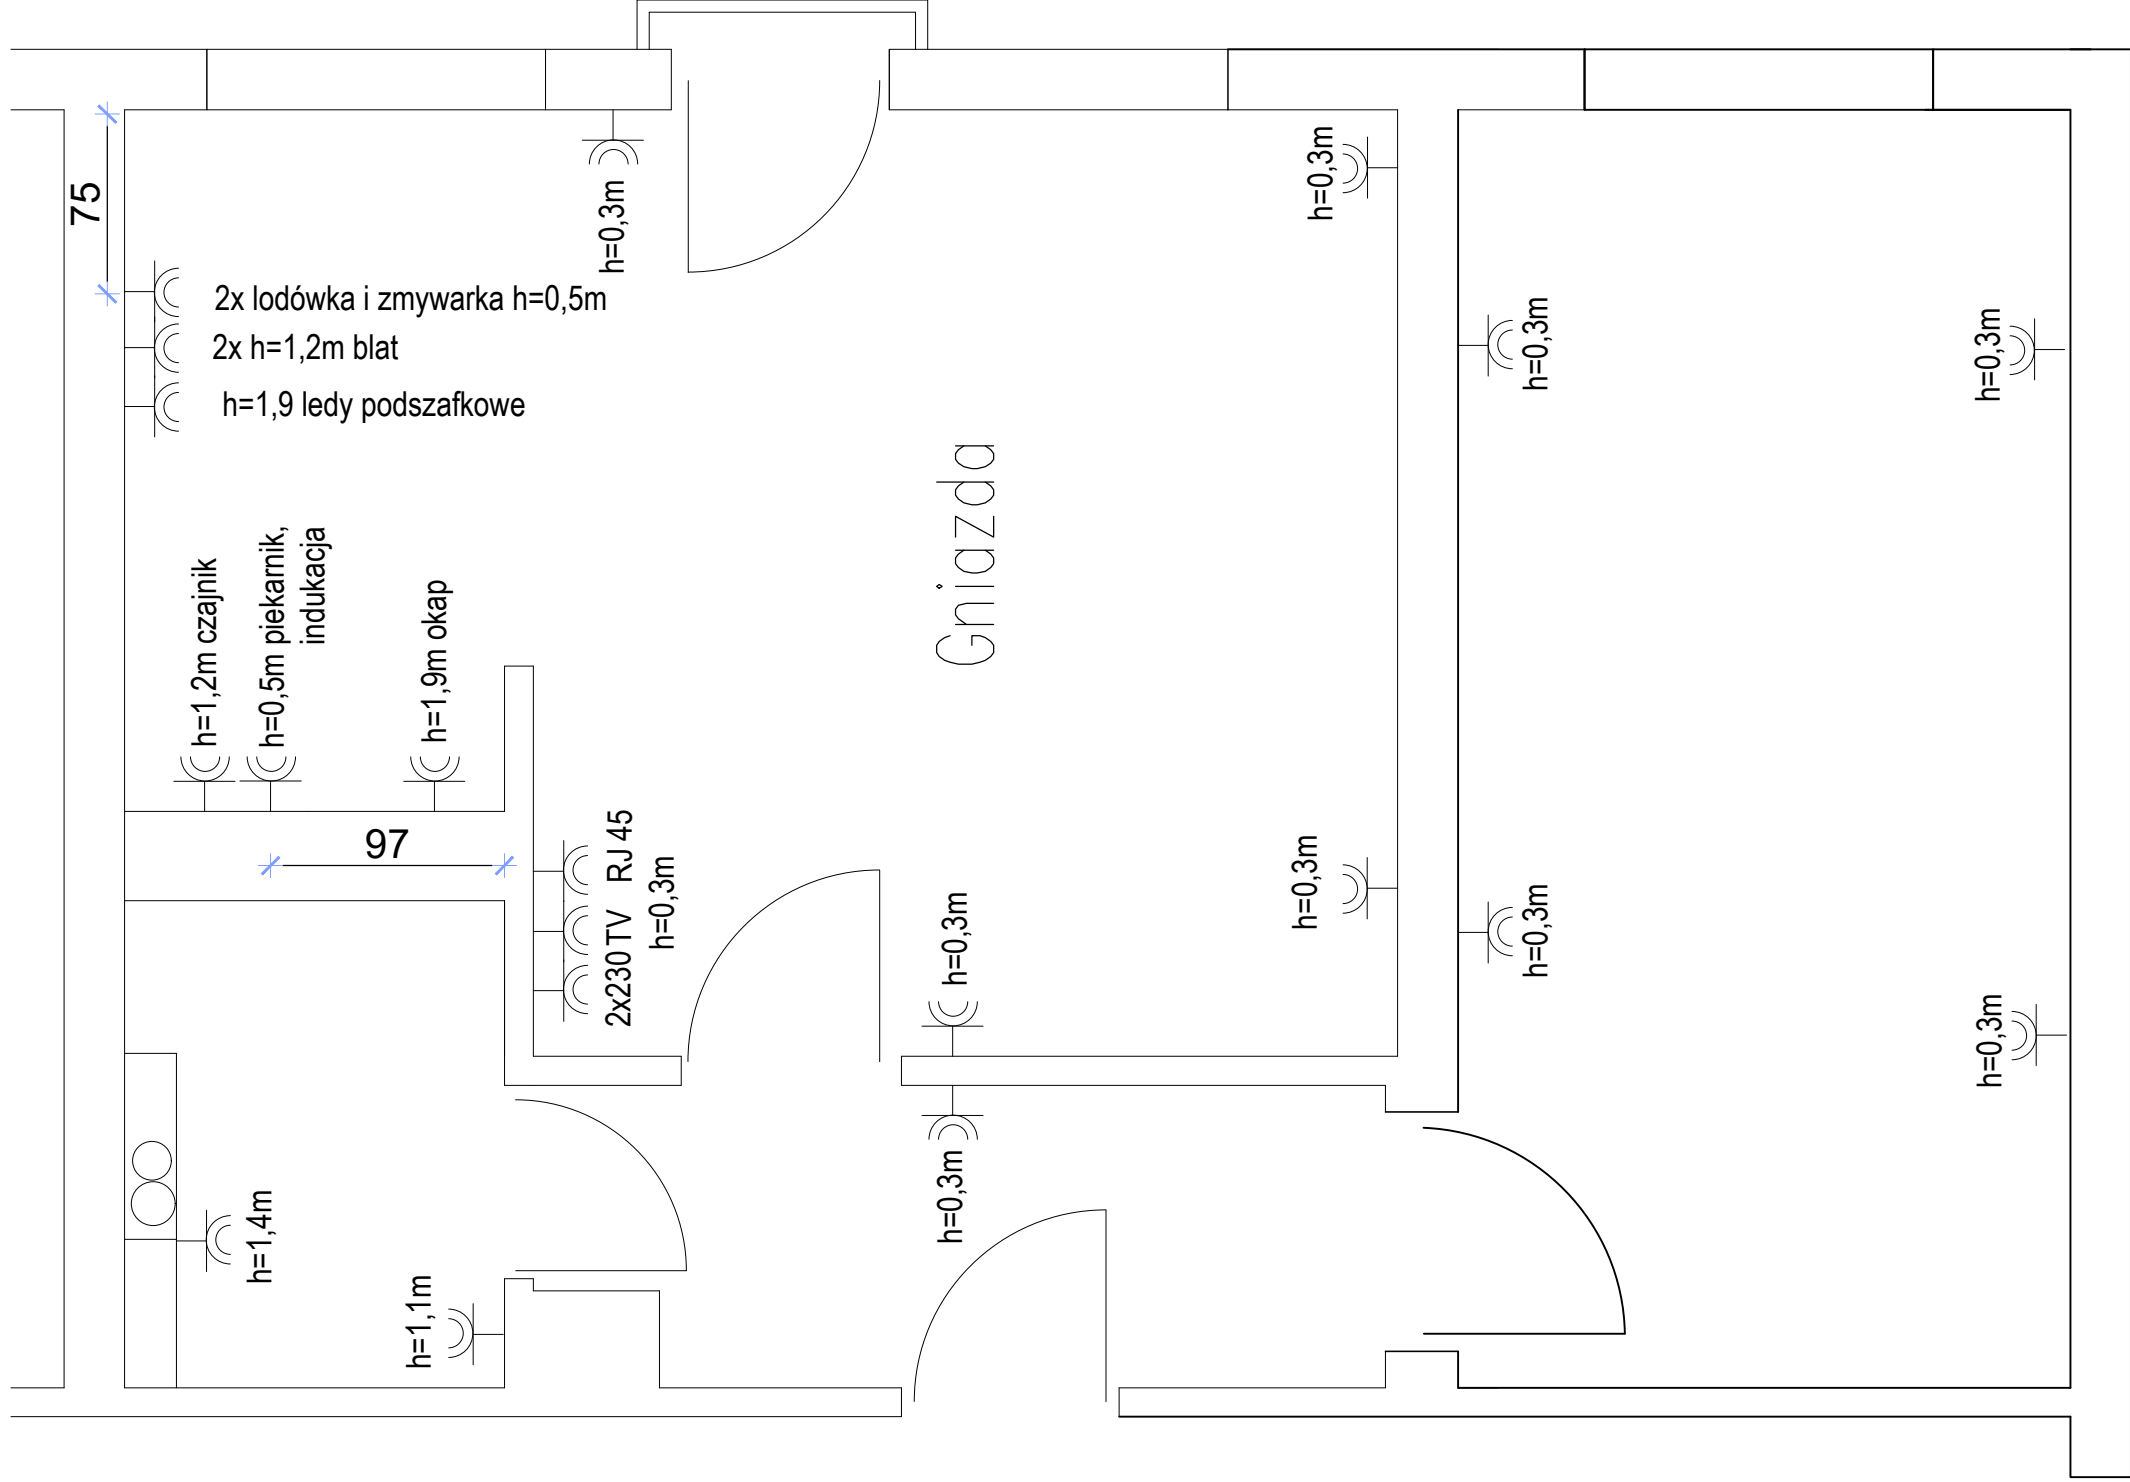 75
h=0,3m
h=0,3m
2x lodówka i zmywarka h=0,5m
2x h=1,2m blat
h=1,9 ledy podszafkowe
h=0,3m
h=0,3m
Gniazda
h=1,2m czajnik
h=0,5m piekarnik,
indukacja
h=1,9m okap
97
2x230 TV RJ 45
h=0,3m
h=0,3m
h=0,3m
h=0,3m
h=0,3m
h=0,3m
h=1,4m
h=1,1m